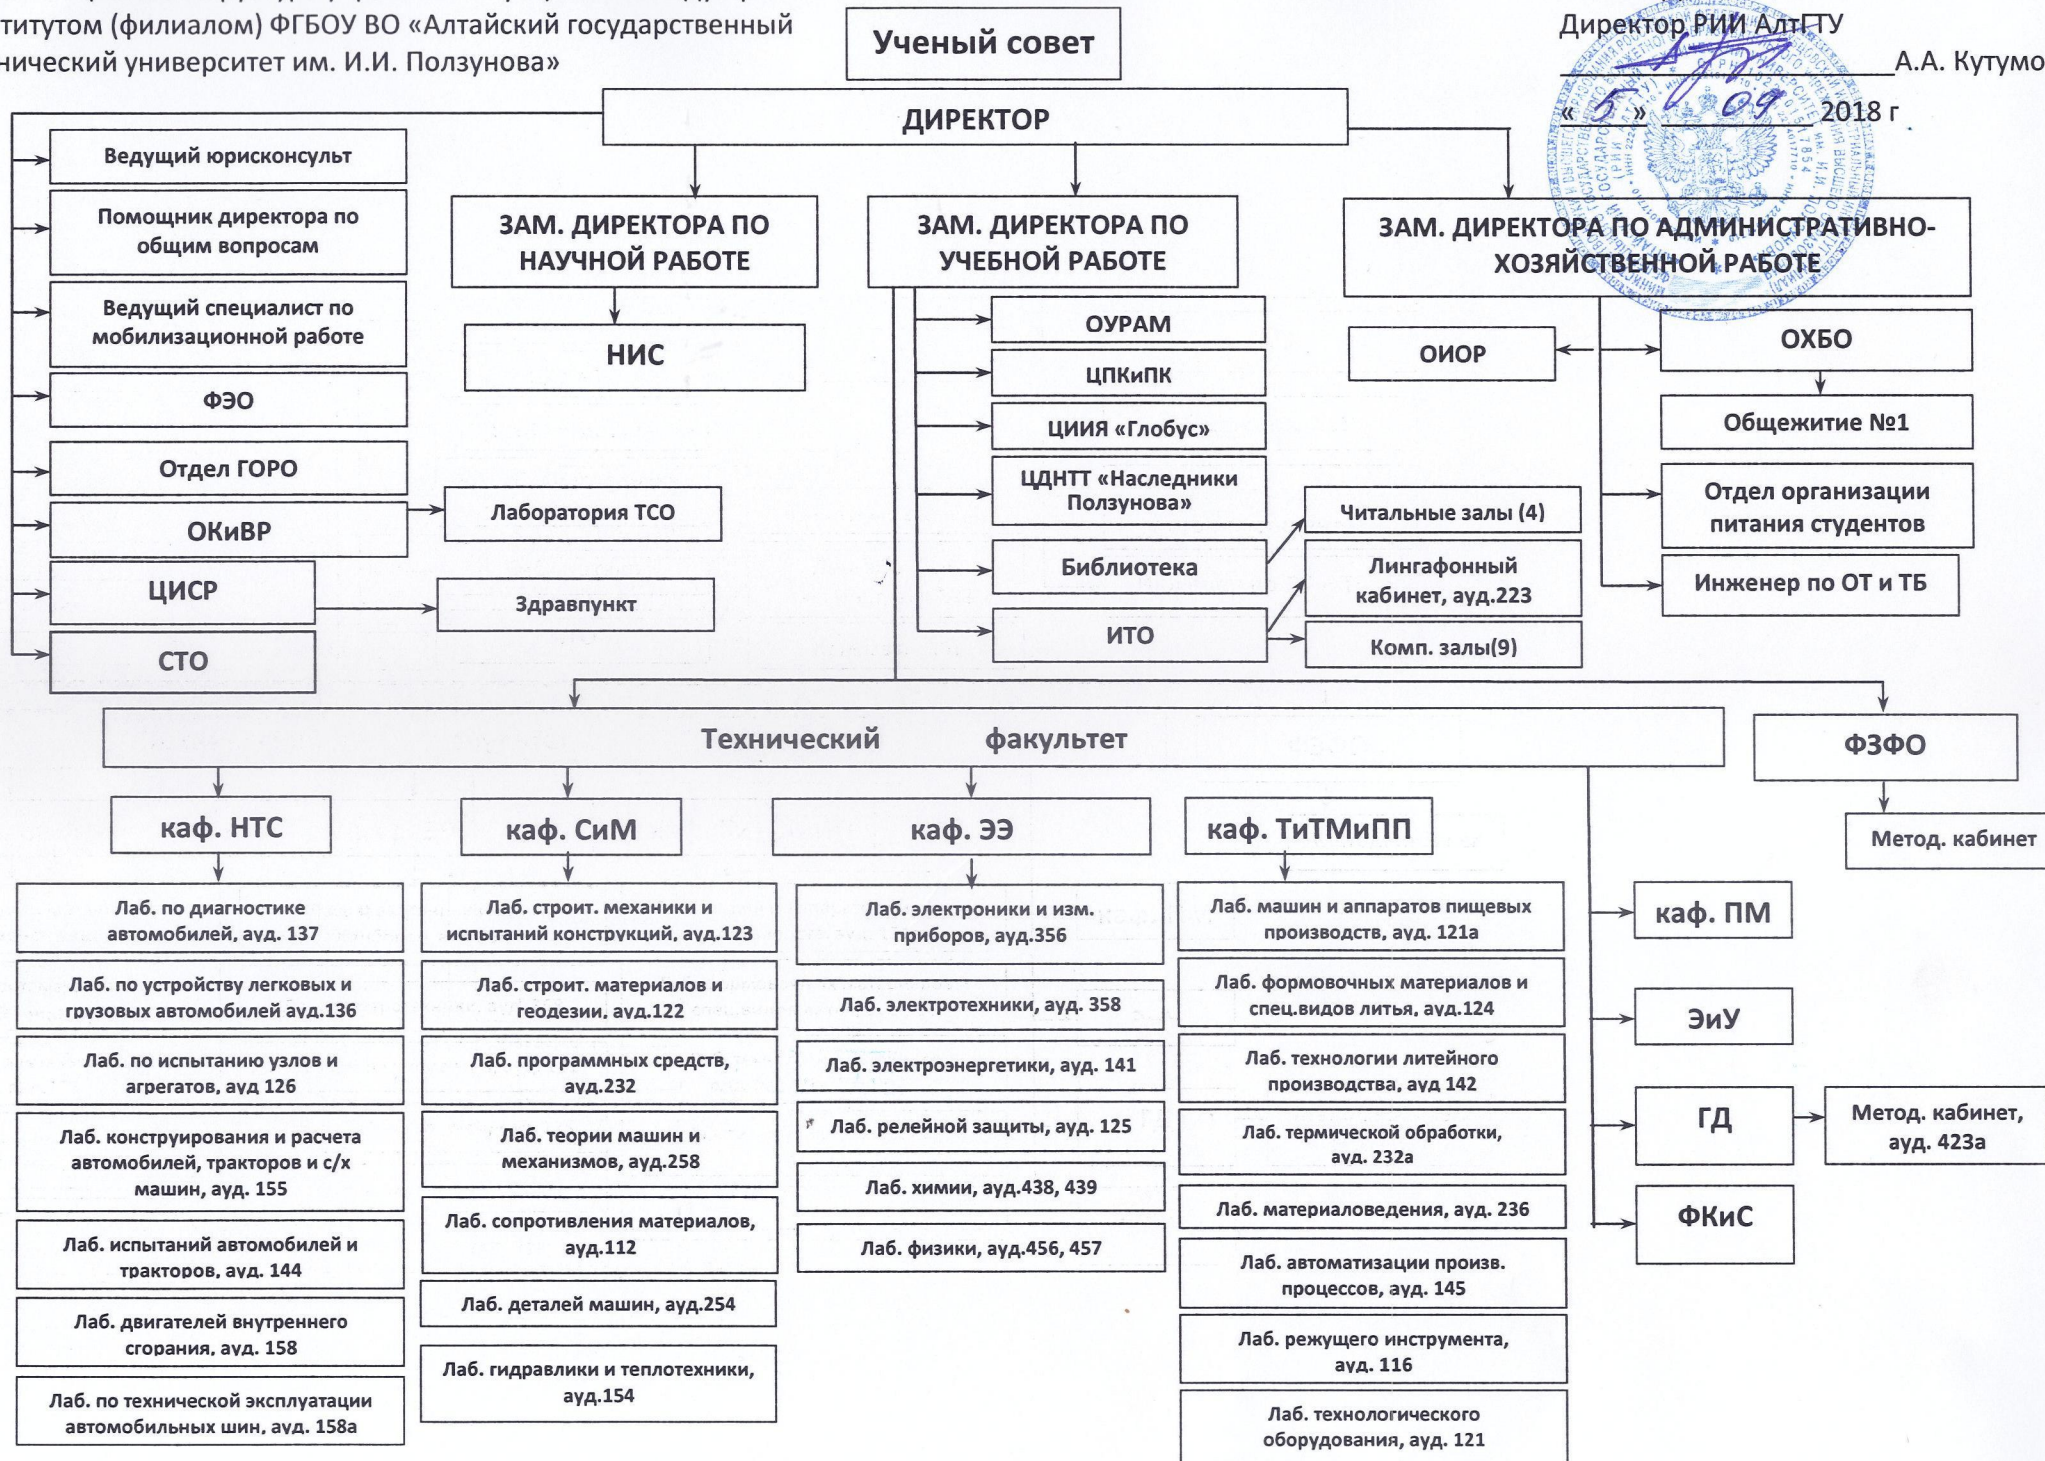 титутом (филиалом) ФГБОУ ВО «Алтайский государственный
нический университет им. И.И. Ползунова»
Ученый совет
Директор РИИ АлтГТУ
А.А. Кутумо
« 5 » 09 2018 г
ДИРЕКТОР
Ведущий юрисконсульт
Помощник директора по
общим вопросам
Ведущий специалист по
мобилизационной работе
ФЭО
Отдел ГОРО
ОКиВР
Лаборатория ТСО
ЦИСР
Здравпункт
СТО
ЗАМ. ДИРЕКТОРА ПО
НАУЧНОЙ РАБОТЕ
НИС
ЗАМ. ДИРЕКТОРА ПО
УЧЕБНОЙ РАБОТЕ
ОУРАМ
ЦПКиПК
ЦИИЯ «Глобус»
ЦДНТТ «Наследники
Ползунова»
Библиотека
ИТО
Читальные залы (4)
Лингафонный
кабинет, ауд.223
Комп. залы(9)
ЗАМ. ДИРЕКТОРА ПО АДМИНИСТРАТИВНО-
ХОЗЯЙСТВЕННОЙ РАБОТЕ
ОИОР
ОХБО
Общежитие №1
Отдел организации
питания студентов
Инженер по ОТ и ТБ
Технический факультет
ФЗФО
Метод. кабинет
каф. НТС
Лаб. по диагностике
автомобилей, ауд. 137
Лаб. по устройству легковых и
грузовых автомобилей ауд.136
Лаб. по испытанию узлов и
агрегатов, ауд 126
Лаб. конструирования и расчета
автомобилей, тракторов и с/х
машин, ауд. 155
Лаб. испытаний автомобилей и
тракторов, ауд. 144
Лаб. двигателей внутреннего
сгорания, ауд. 158
Лаб. по технической эксплуатации
автомобильных шин, ауд. 158а
каф. СиМ
Лаб. строит. механики и
испытаний конструкций, ауд.123
Лаб. строит. материалов и
геодезии, ауд.122
Лаб. программных средств,
ауд.232
Лаб. теории машин и
механизмов, ауд.258
Лаб. сопротивления материалов,
ауд.112
Лаб. деталей машин, ауд.254
Лаб. гидравлики и теплотехники,
ауд.154
каф. ЭЭ
Лаб. электроники и изм.
приборов, ауд.356
Лаб. электротехники, ауд. 358
Лаб. электроэнергетики, ауд. 141
Лаб. релейной защиты, ауд. 125
Лаб. химии, ауд.438, 439
Лаб. физики, ауд.456, 457
каф. ТиТМиПП
Лаб. машин и аппаратов пищевых
производств, ауд. 121а
Лаб. формовочных материалов и
спец.видов литья, ауд.124
Лаб. технологии литейного
производства, ауд 142
Лаб. термической обработки,
ауд. 232а
Лаб. материаловедения, ауд. 236
Лаб. автоматизации произв.
процессов, ауд. 145
Лаб. режущего инструмента,
ауд. 116
Лаб. технологического
оборудования, ауд. 121
каф. ПМ
ЭиУ
ГД
Метод. кабинет,
ауд. 423а
ФКиС